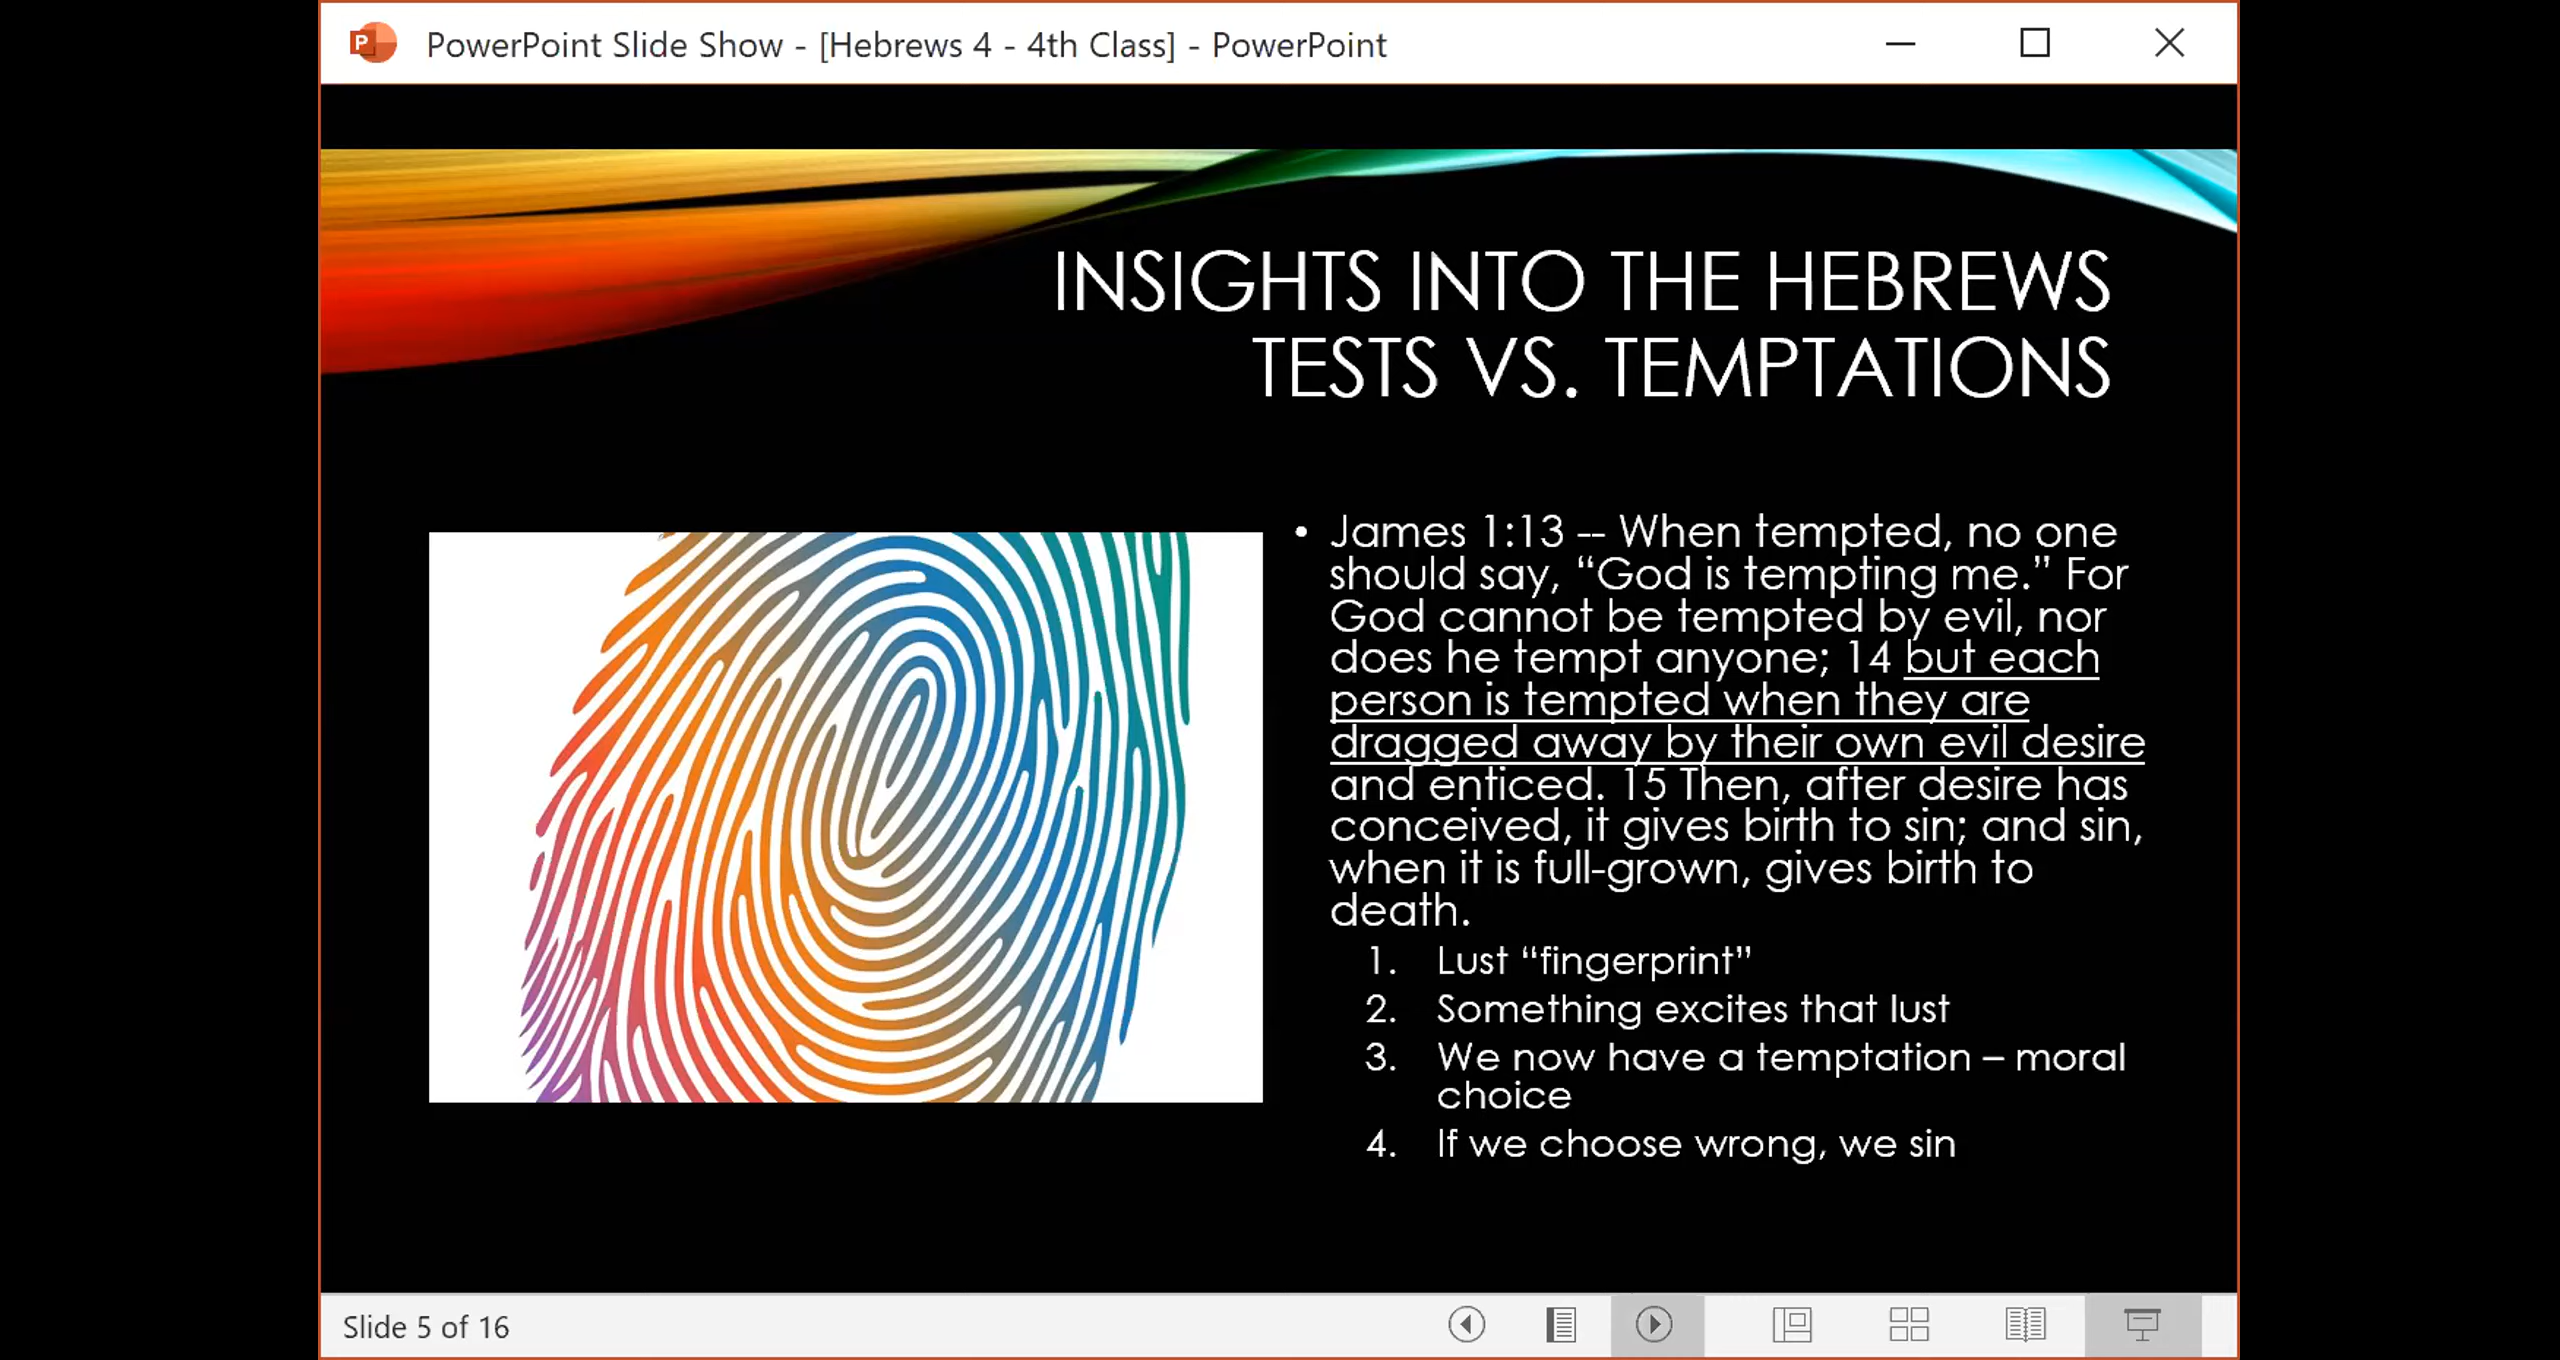 PowerPoint Slide Show - [Hebrews 4 - 4th Class] - PowerPoint
INSIGHTS INTO THE HEBREWS
TESTS VS. TEMPTATIONS
• James 1:13 -- When tempted, no one
should say, “God is tempting me.” For
God cannot be tempted by evil, nor
does he tempt anyone; 14 but each
person is tempted when they are
dragged away by their own evil desire
and enticed. 15 Then, after desire has
conceived, it gives birth to sin; and sin,
when it is full-grown, gives birth to
death.
1. Lust “fingerprint”
2. Something excites that lust
3. We now have a temptation – moral
choice
4. If we choose wrong, we sin
Slide 5 of 16